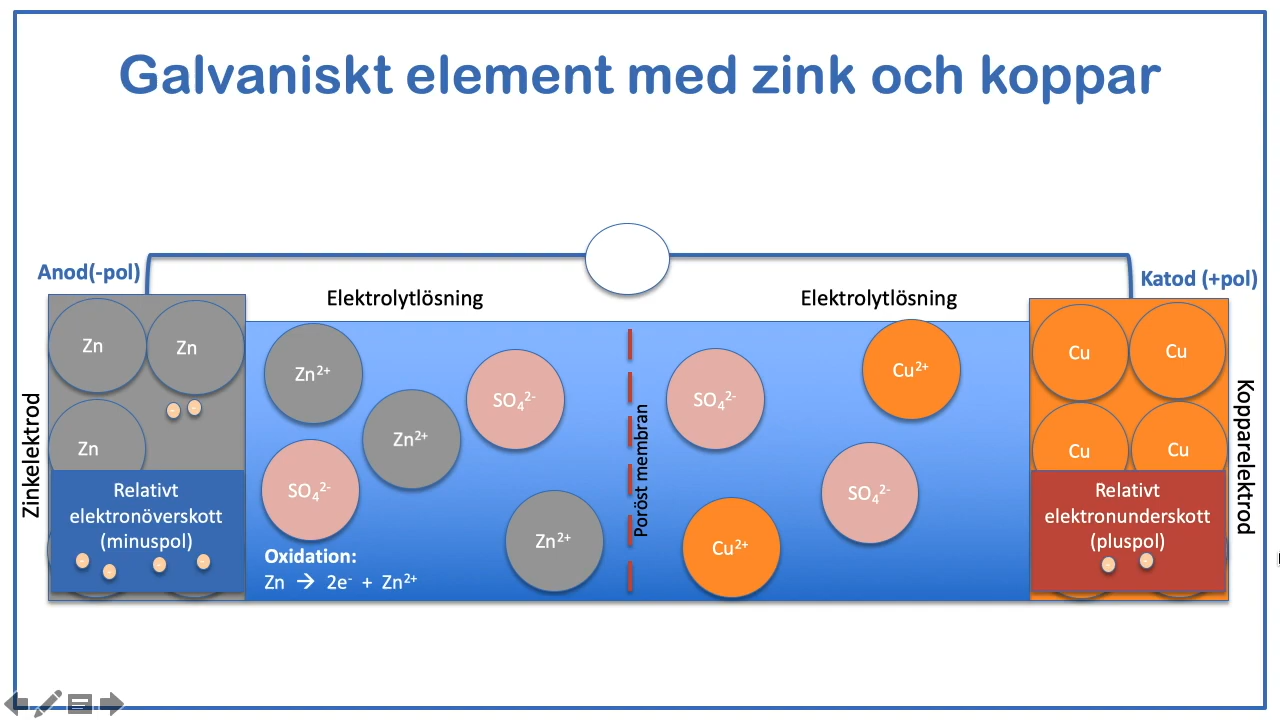 Galvaniskt element med zink och koppar
Anod(-pol)
Katod (+pol)
Elektrolytlösning
Elektrolytlösning
Zinkelektrod
Zn
Zn
Zn
- -
Relativt
elektronöverskott
(minuspol)
- - - -
Zn²⁺
Zn²⁺
SO₄²⁻
SO₄²⁻
Zn²⁺
Oxidation:
Zn → 2e⁻ + Zn²⁺
Poröst membran
SO₄²⁻
Cu²⁺
SO₄²⁻
Cu²⁺
Cu
Cu
Cu
Cu
Relativt
elektronunderskott
(pluspol)
- -
Kopparelektrod